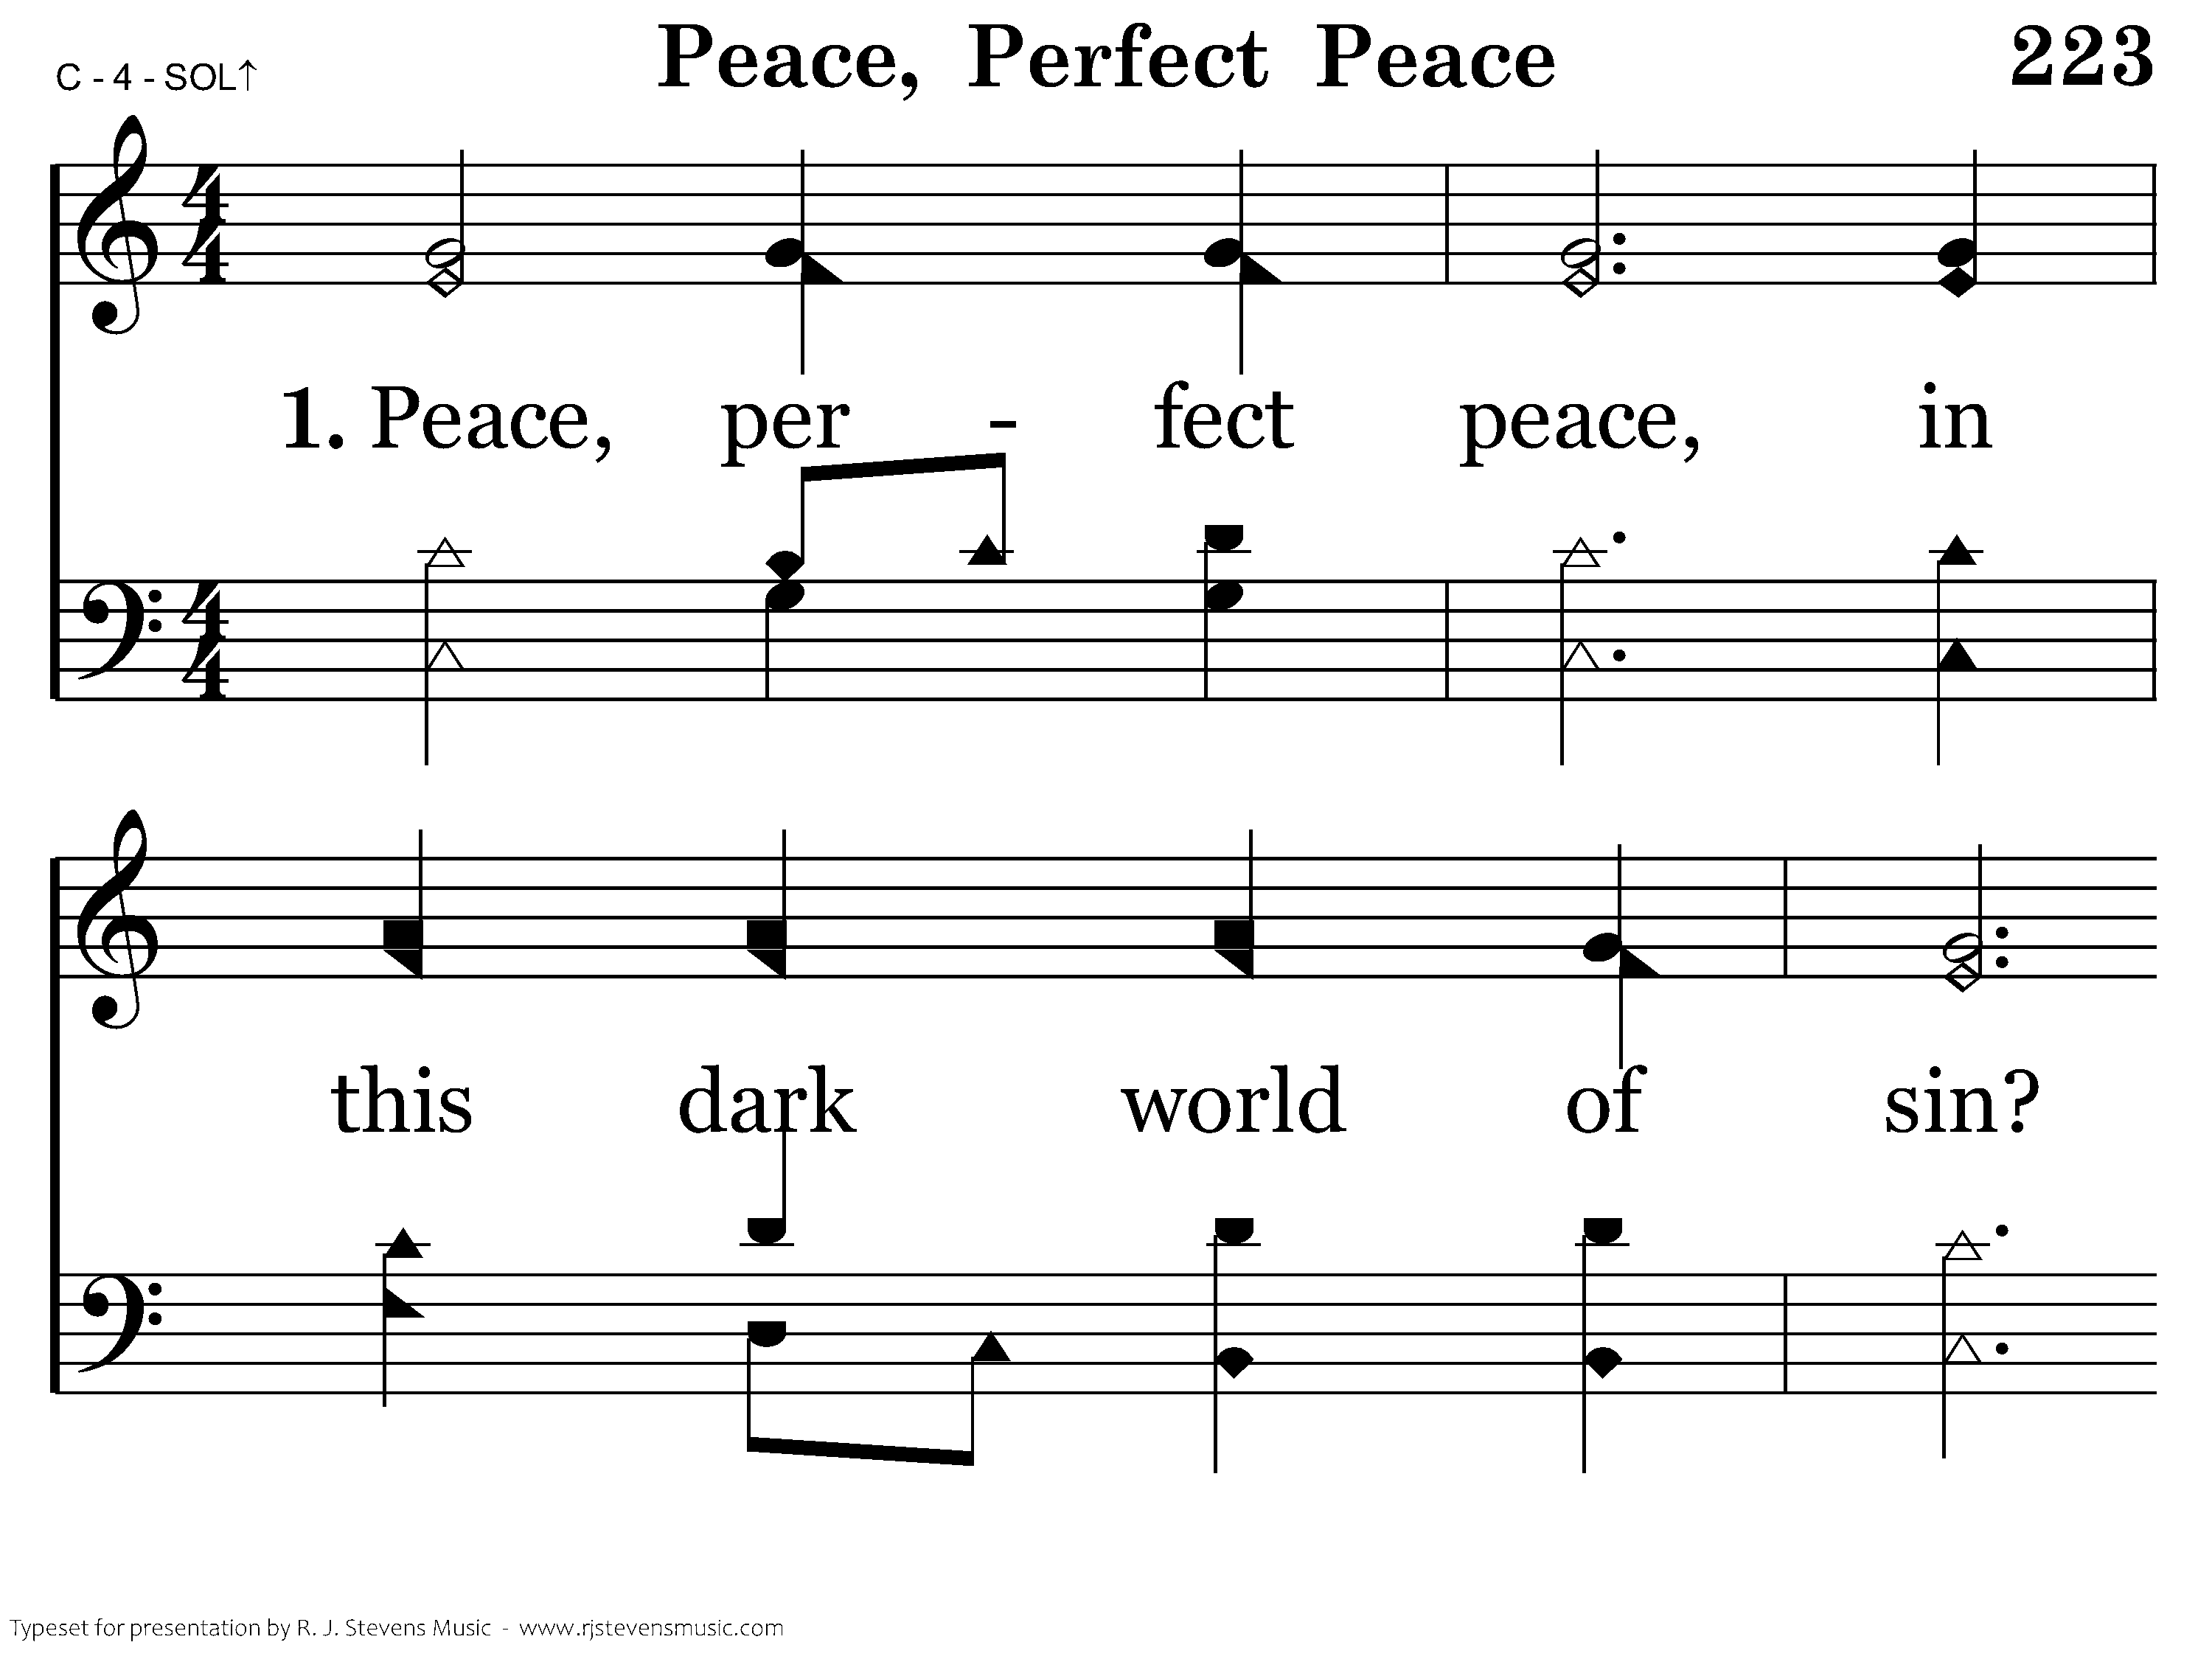 C - 4 - SOL↑ Peace, Perfect Peace 223
1. Peace, per - fect peace, in
this dark world of sin?
Typeset for presentation by R. J. Stevens Music - www.rjstevensmusic.com